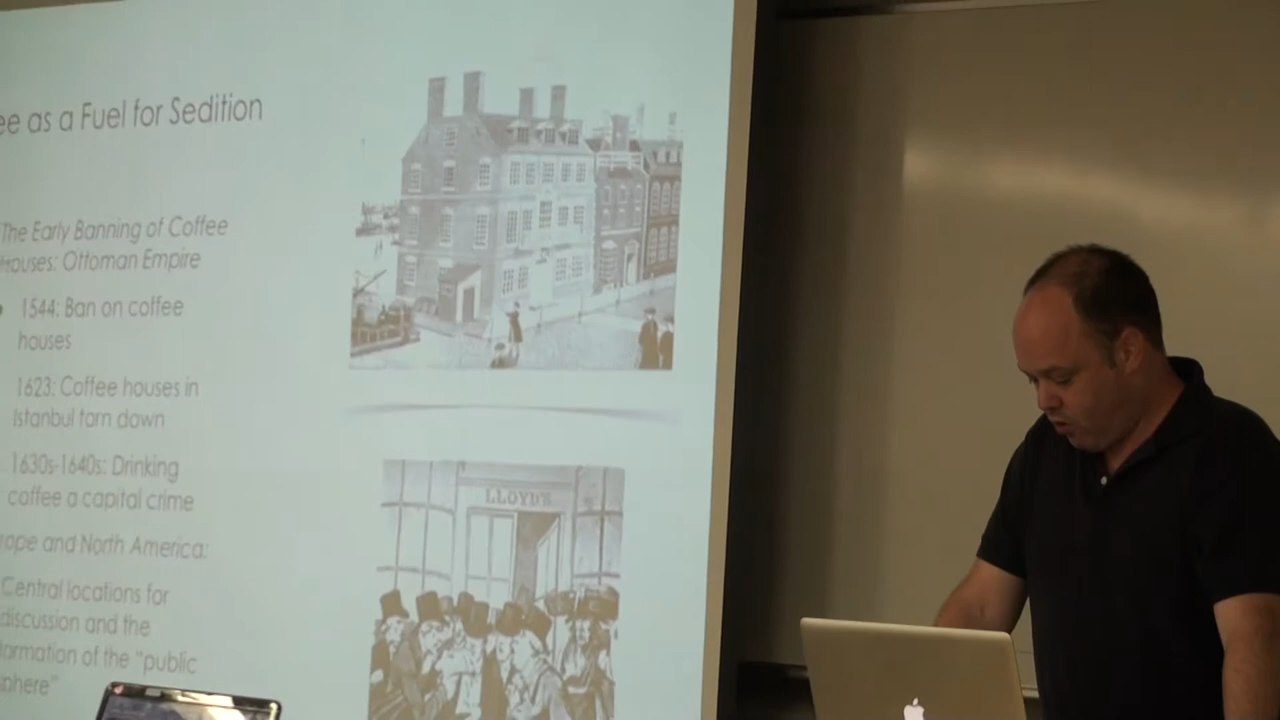 ee as a Fuel for Sedition
The Early Banning of Coffee
Houses: Ottoman Empire
1544: Ban on coffee
houses
1623: Coffee houses in
Istanbul torn down
1630s-1640s: Drinking
coffee a capital crime
rope and North America:
Central locations for
discussion and the
formation of the "public
sphere"
LLOYD'S